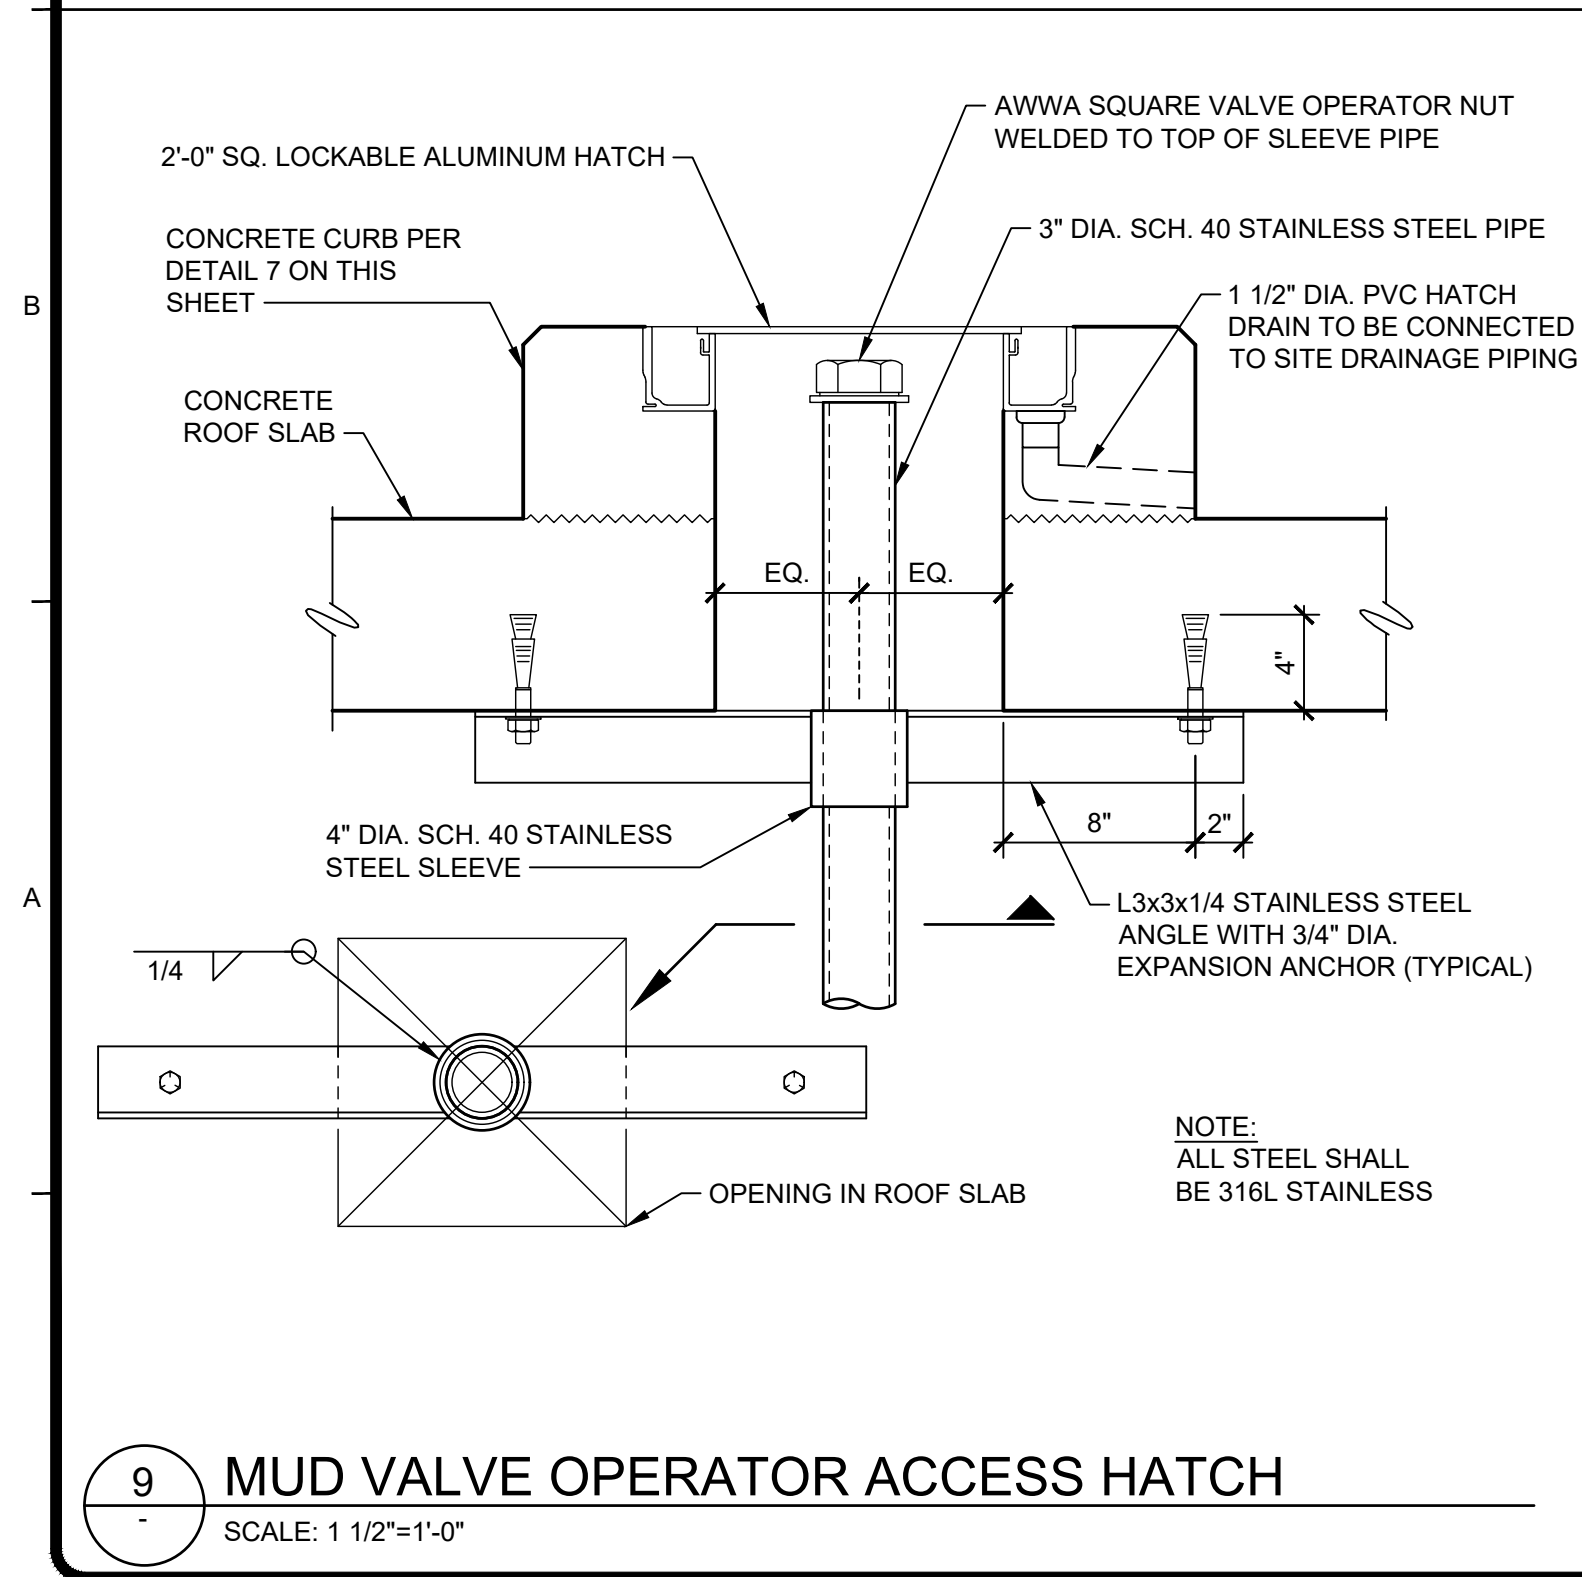 AWWA SQUARE VALVE OPERATOR NUT
WELDED TO TOP OF SLEEVE PIPE
2'-0" SQ. LOCKABLE ALUMINUM HATCH
3" DIA. SCH. 40 STAINLESS STEEL PIPE
CONCRETE CURB PER
DETAIL 7 ON THIS
SHEET
1 1/2" DIA. PVC HATCH
DRAIN TO BE CONNECTED
TO SITE DRAINAGE PIPING
B
CONCRETE
ROOF SLAB
EQ.
EQ.
4"
8"
2"
4" DIA. SCH. 40 STAINLESS
STEEL SLEEVE
A
L3x3x1/4 STAINLESS STEEL
ANGLE WITH 3/4" DIA.
EXPANSION ANCHOR (TYPICAL)
1/4
OPENING IN ROOF SLAB
NOTE:
ALL STEEL SHALL
BE 316L STAINLESS
9
-
MUD VALVE OPERATOR ACCESS HATCH
SCALE: 1 1/2"=1'-0"